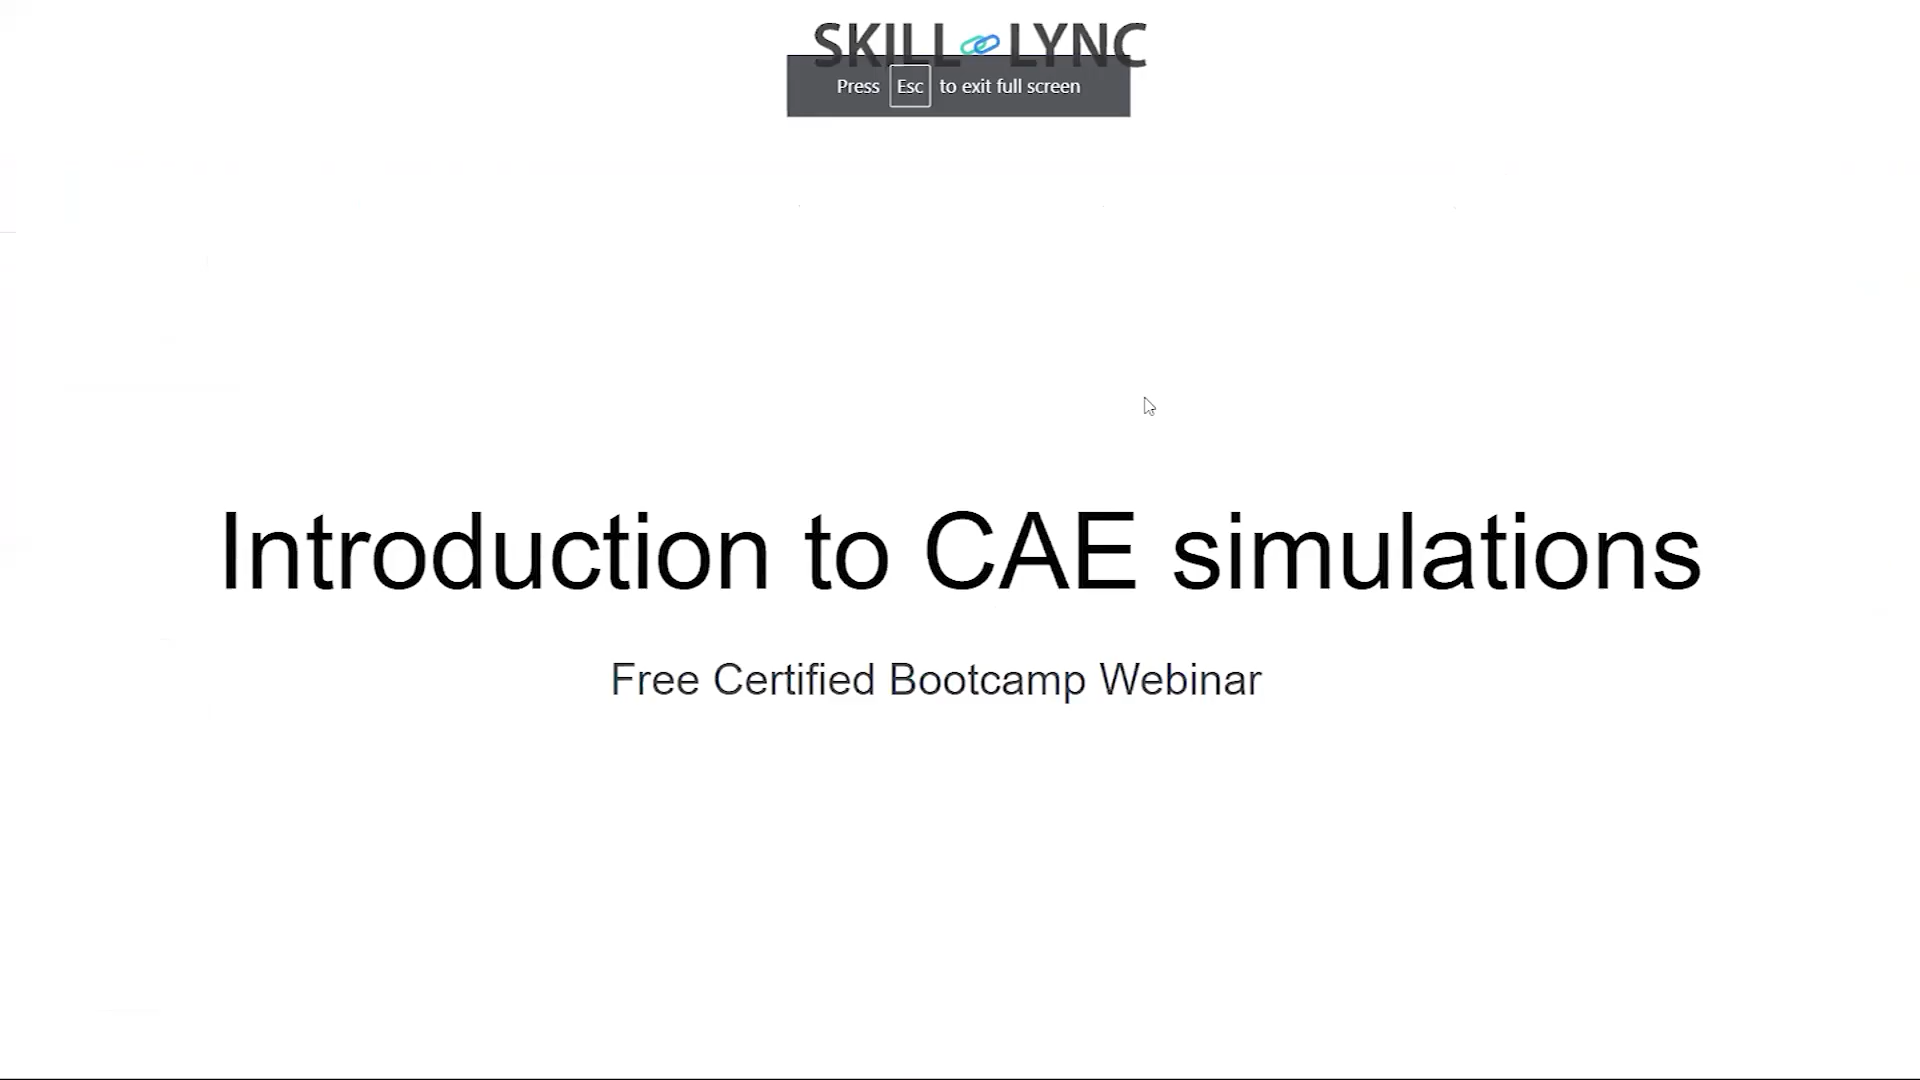 SKILL LYNC
Press Esc to exit full screen
Introduction to CAE simulations
Free Certified Bootcamp Webinar